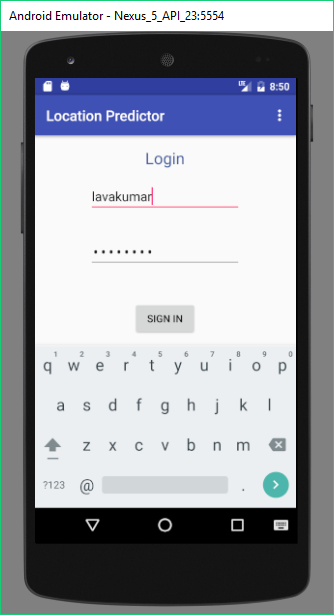 Android Emulator - Nexus_5_API_23:5554
LTE 8:50
Location Predictor
Login
lavakumar
••••••••
SIGN IN
1 2 3 4 5 6 7 8 9 0
q w e r t y u i o p
a s d f g h j k l
z x c v b n m
?123 @ .